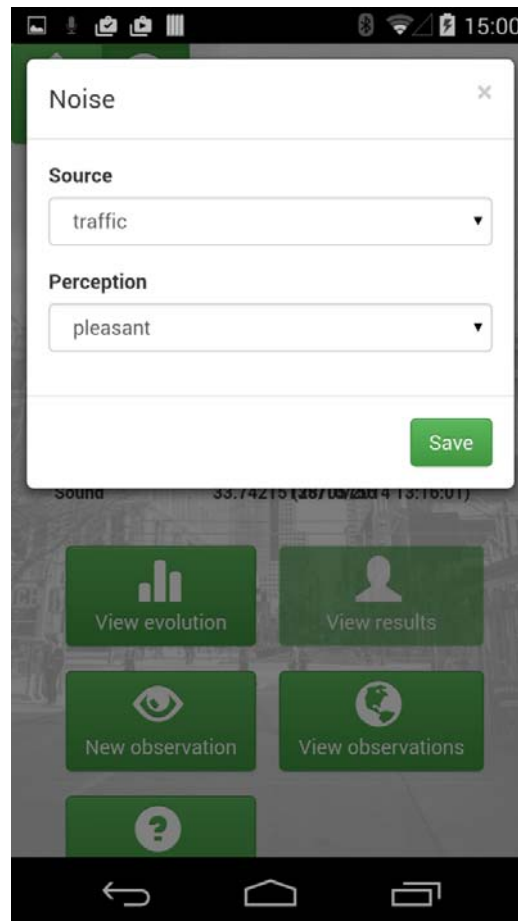 15:00
Noise
×
Source
traffic
Perception
pleasant
Save
Sound
View evolution
View results
New observation
View observations
?